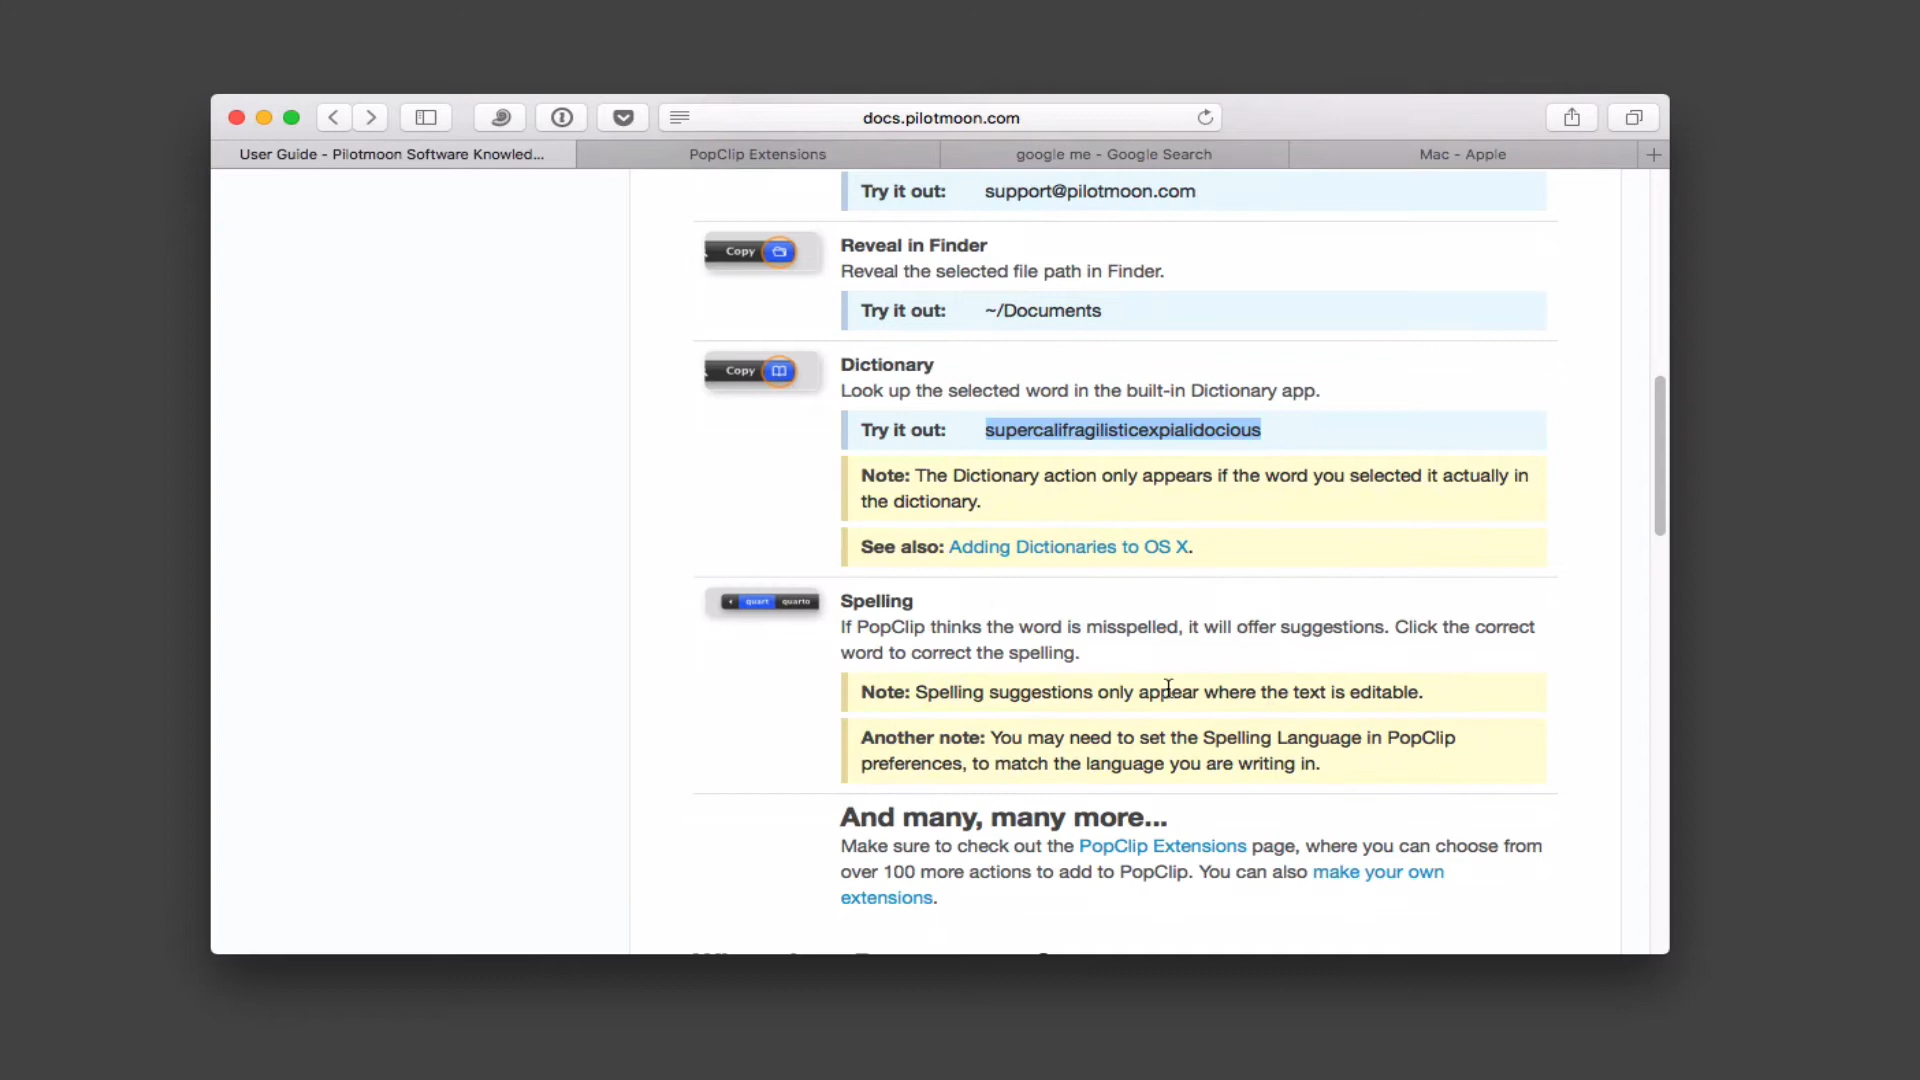 docs.pilotmoon.com
User Guide - Pilotmoon Software Knowled...
PopClip Extensions
google me - Google Search
Mac - Apple
Try it out: support@pilotmoon.com
Copy
Reveal in Finder
Reveal the selected file path in Finder.
Try it out: ~/Documents
Copy
Dictionary
Look up the selected word in the built-in Dictionary app.
Try it out: supercalifragilisticexpialidocious
Note: The Dictionary action only appears if the word you selected it actually in
the dictionary.
See also: Adding Dictionaries to OS X.
quart quarto
Spelling
If PopClip thinks the word is misspelled, it will offer suggestions. Click the correct
word to correct the spelling.
Note: Spelling suggestions only appear where the text is editable.
Another note: You may need to set the Spelling Language in PopClip
preferences, to match the language you are writing in.
And many, many more...
Make sure to check out the PopClip Extensions page, where you can choose from
over 100 more actions to add to PopClip. You can also make your own
extensions.